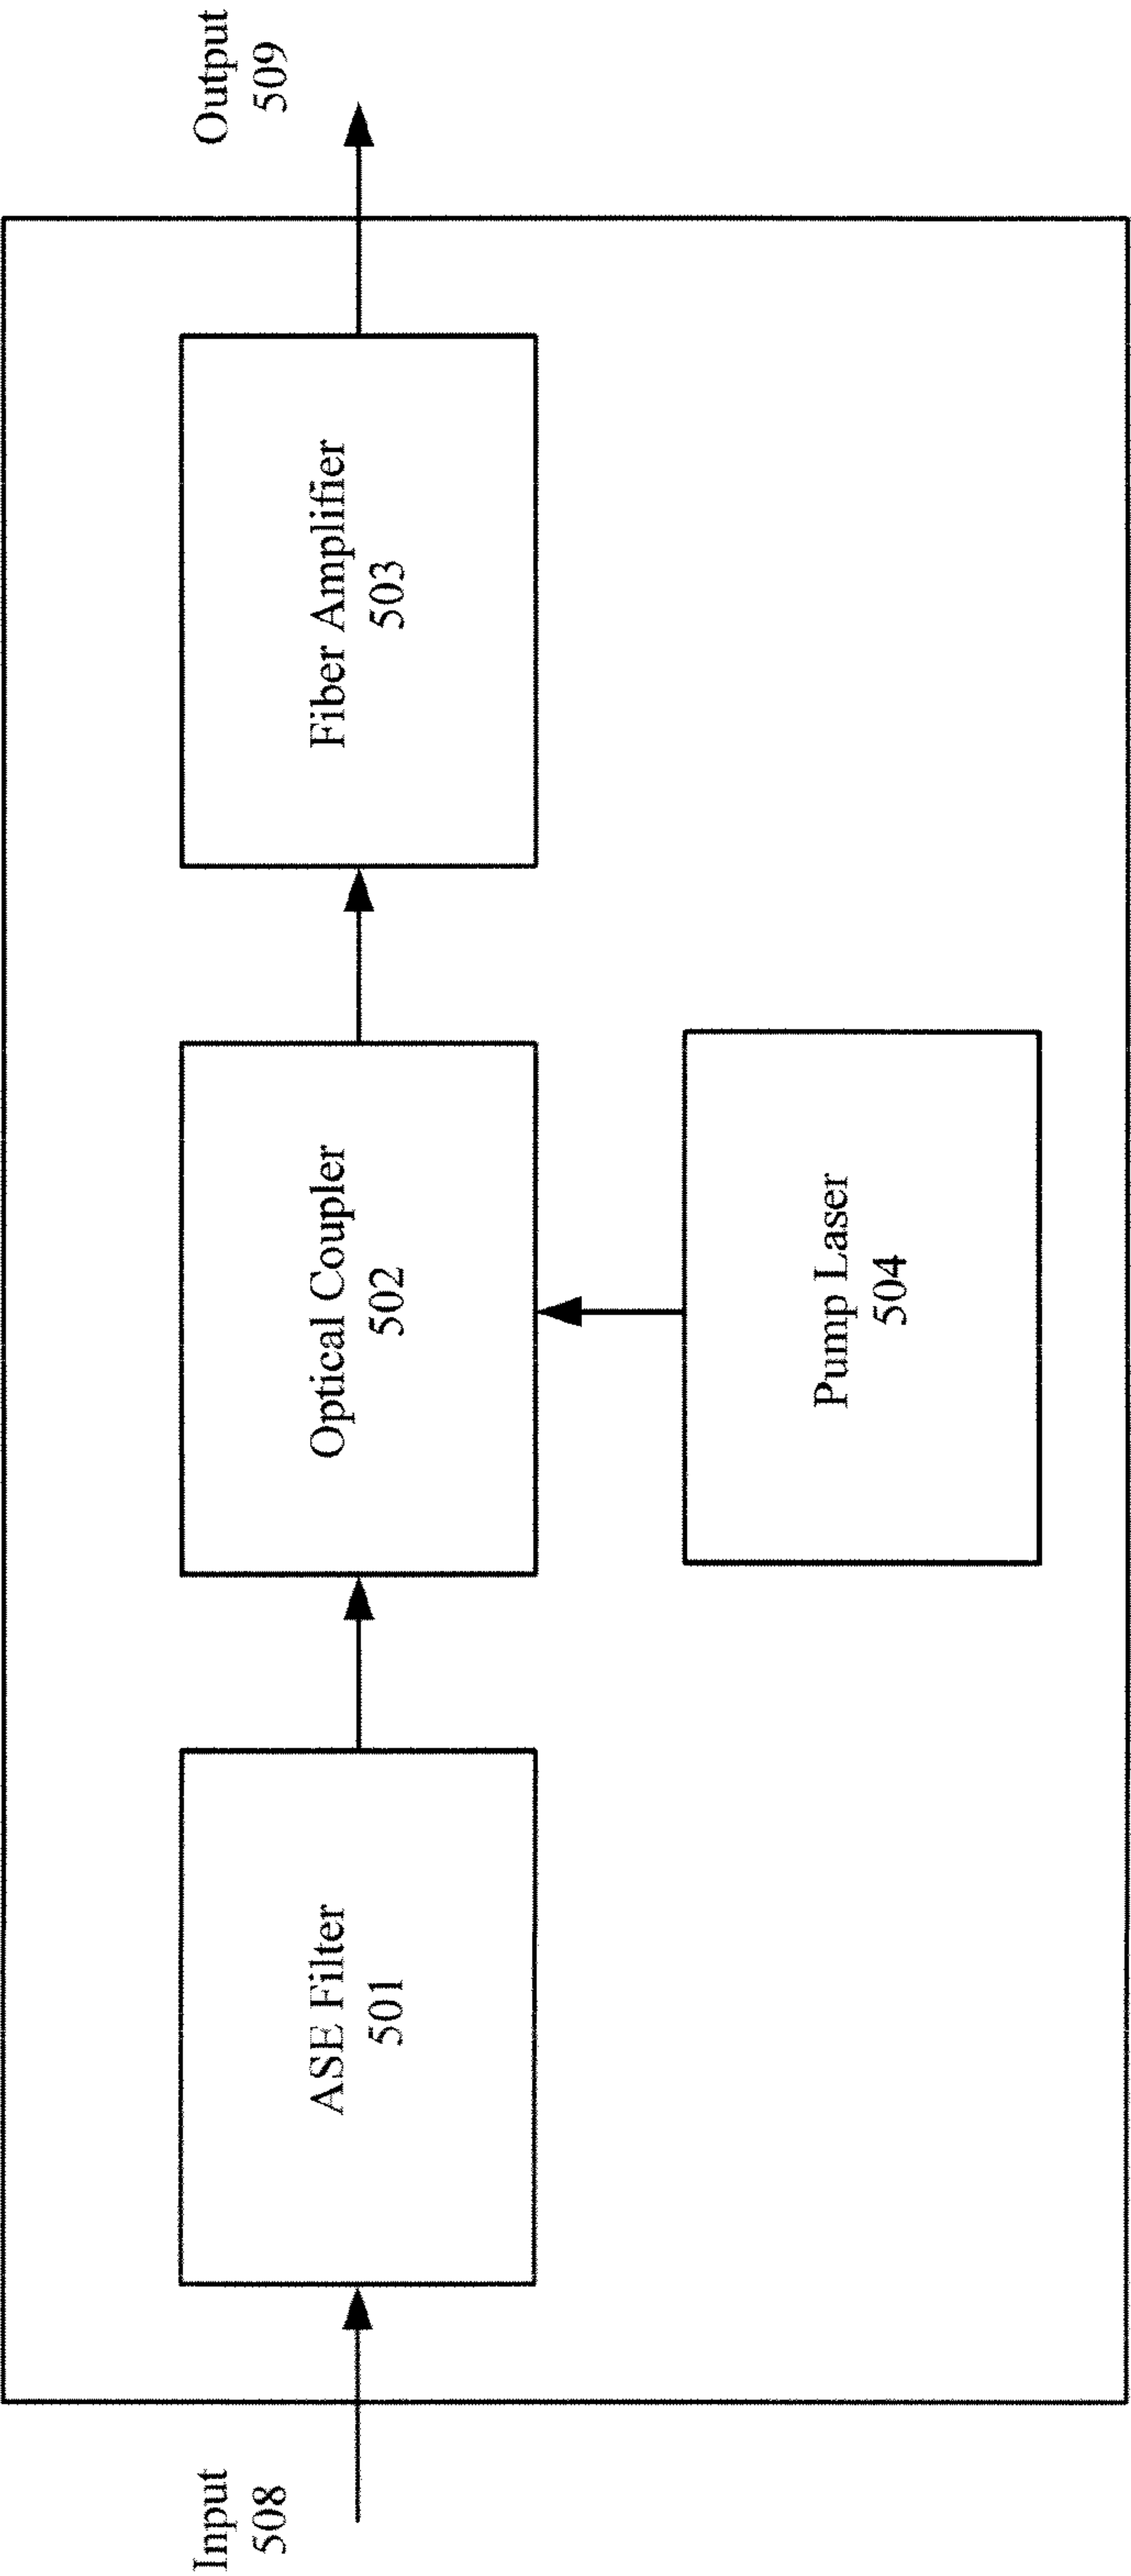 Input
508
ASE Filter
501
Optical Coupler
502
Fiber Amplifier
503
Pump Laser
504
Output
509